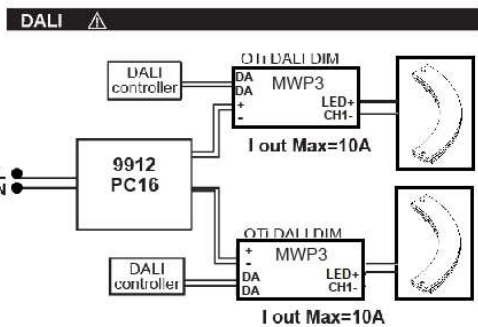 DALI
OTi DALI DIM
DALI
controller
DA
DA
+
-
MWP3
LED+
CH1-
I out Max=10A
9912
PC16
N
OTi DALI DIM
+
-
MWP3
DALI
controller
DA
DA
LED+
CH1-
I out Max=10A